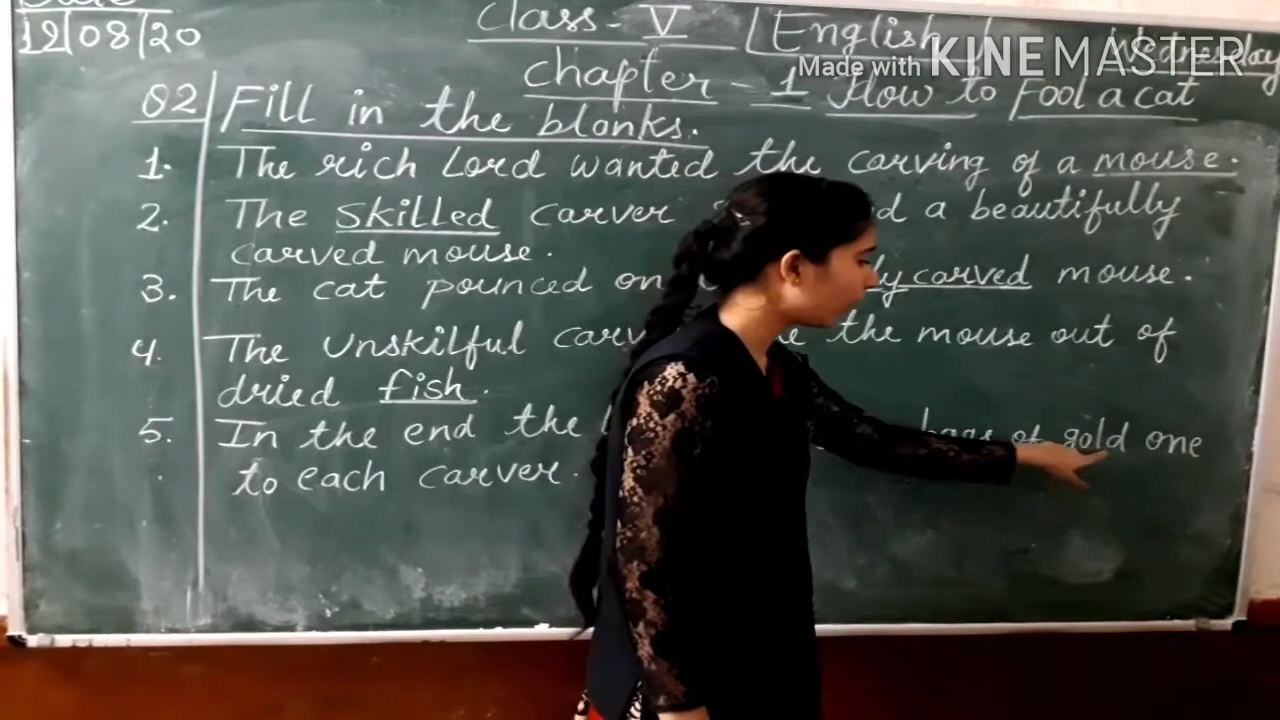 12/08/20
Class - V English Wednesday
Made with KINEMASTER
Chapter - 1 How to Fool a cat
Q2 Fill in the blanks.
1. The rich Lord wanted the carving of a mouse.
2. The skilled carver a beautifully
carved mouse.
3. The cat pounced on carved mouse.
4. The Unskilful the mouse out of
dried fish.
5. In the end the bags of gold one
to each carver.